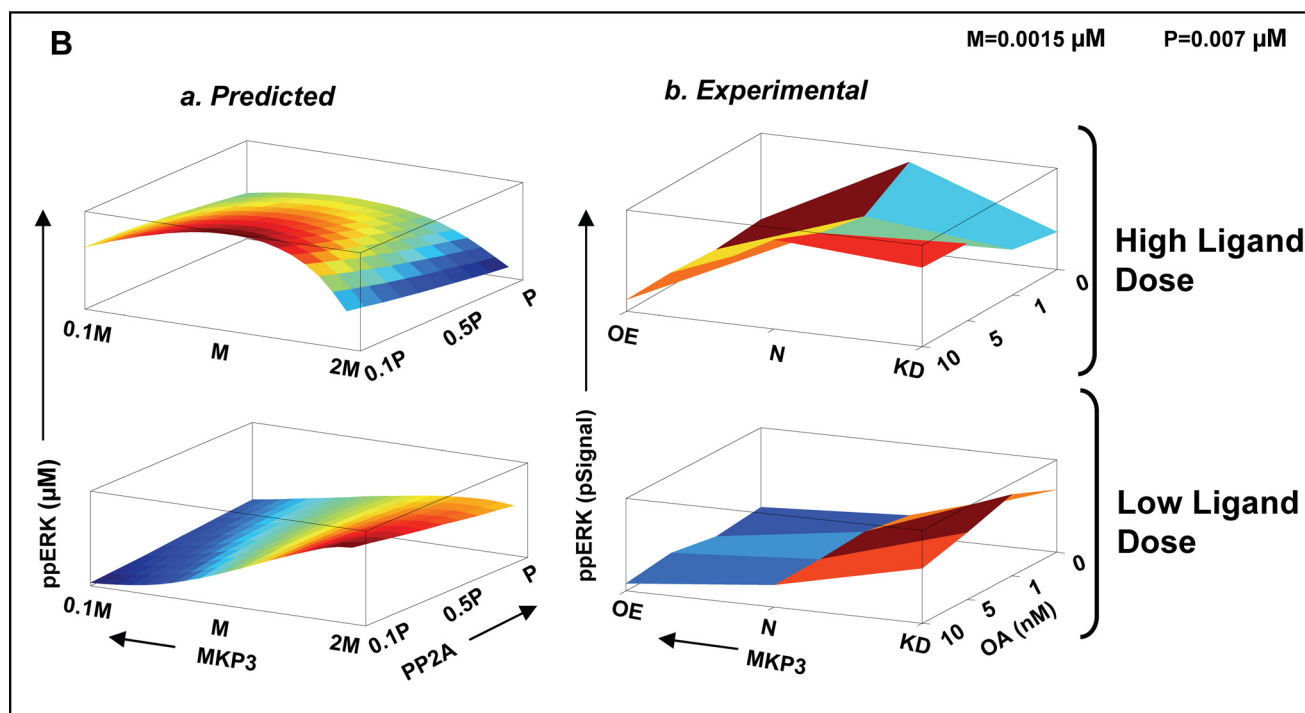 B
M=0.0015 µM P=0.007 µM
a. Predicted
b. Experimental
ppERK (µM)
0.1M
M
2M
0.1P
0.5P
P
ppERK (pSignal)
OE
N
KD
10
5
1
0
High Ligand
Dose
0.1M
M
2M
0.1P
0.5P
P
MKP3
PP2A
OE
N
KD
10
5
1
0
MKP3
OA (nM)
Low Ligand
Dose